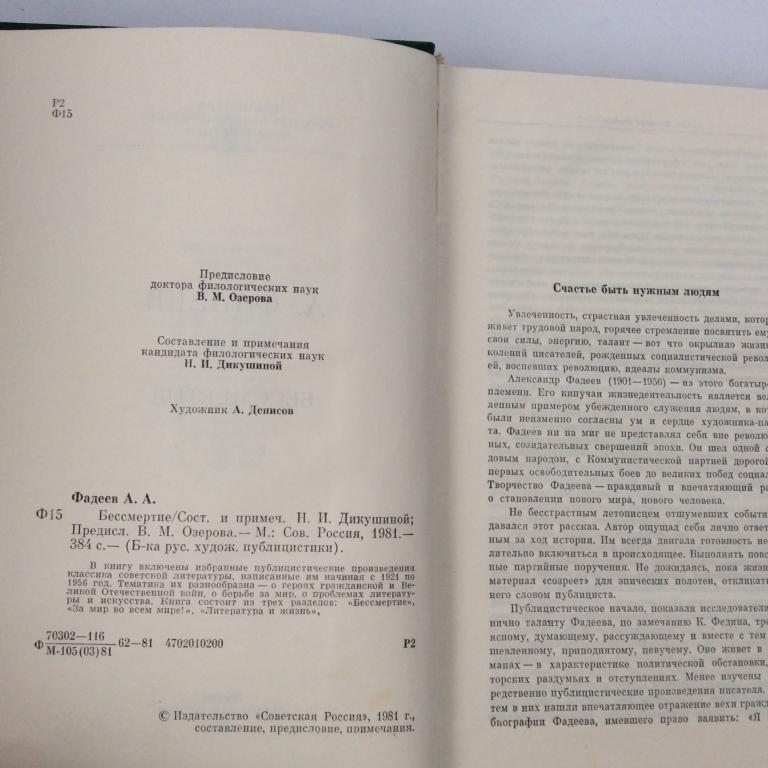 Р2
Ф15
Предисловие
доктора филологических наук
В. М. Озерова
Составление и примечания
кандидата филологических наук
Н. И. Дикушиной
Художник А. Денисов
Фадеев А. А.
Ф15 Бессмертие/Сост. и примеч. Н. И. Дикушиной;
Предисл. В. М. Озерова.— М.: Сов. Россия, 1981.—
384 с.— (Б-ка рус. худож. публицистики).
В книгу включены избранные публицистические произведения
классика советской литературы, написанные им начиная с 1921 по
1956 год. Тематика их разнообразна — о героях гражданской и Ве-
ликой Отечественной войн, о борьбе за мир, о проблемах литерату-
ры и искусства. Книга состоит из трех разделов: «Бессмертие»,
«За мир во всем мире!», «Литература и жизнь»,
Ф 70302—116
М-105(03)81 62—81 4702010200 Р2
© Издательство «Советская Россия», 1981 г.,
составление, предисловие, примечания.
Счастье быть нужным людям
Увлеченность, страстная увлеченность делами, котор
живет трудовой народ, горячее стремление посвятить ему
свои силы, энергию, талант — вот что окрылило жизни
колений писателей, рожденных социалистической револ
ей, воспевших революцию, идеалы коммунизма.
Александр Фадеев (1901—1956) — из этого богатыр
племени. Его кипучая жизнедеятельность является вел
ленным примером убежденного служения людям, в кот
были неизменно согласны ум и сердце художника-па
та. Фадеев ни на миг не представлял себя вне револю
ных, созидательных свершений эпохи. Он шел одной с
довым народом, с Коммунистической партией дорогой
первых освободительных боев до великих побед социал
Творчество Фадеева — правдивый и впечатляющий ра
о становлении нового мира, нового человека.
Не бесстрастным летописцем отшумевших событи
давался этот рассказ. Автор ощущал себя лично ответ
ным за ход истории. Им всегда двигала готовность не
лительно включиться в происходящее. Выполнять повс
ные партийные поручения. Не дожидаясь, пока жизн
материал «созреет» для эпических полотен, откликать
него словом публициста.
Публицистическое начало, показали исследователи
нично таланту Фадеева, по замечанию К. Федина, тре
ясному, думающему, рассуждающему и вместе с тем
шевленному, приподнятому, певучему. Оно живет в
манах — в характеристике политической обстановки,
торских раздумьях и отступлениях. Менее изучены
редственно публицистические произведения писателя.
тем в них нашли впечатляющее отражение вехи гражд
биографии Фадеева, имевшего право заявить: «Я